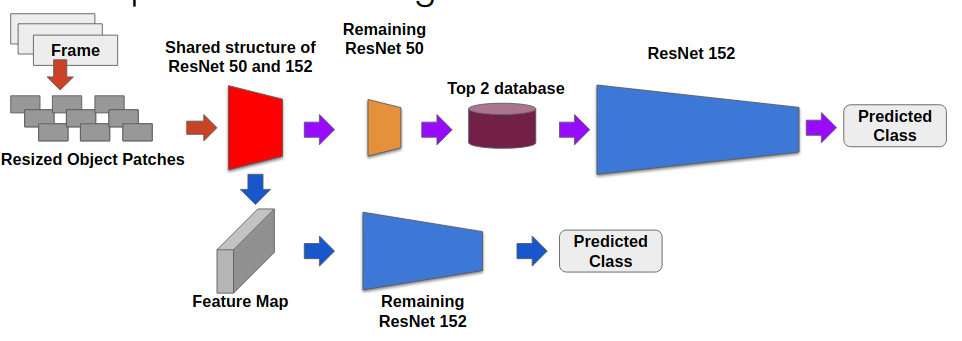 Frame
Resized Object Patches
Shared structure of
ResNet 50 and 152
Remaining
ResNet 50
Top 2 database
ResNet 152
Predicted
Class
Feature Map
Remaining
ResNet 152
Predicted
Class